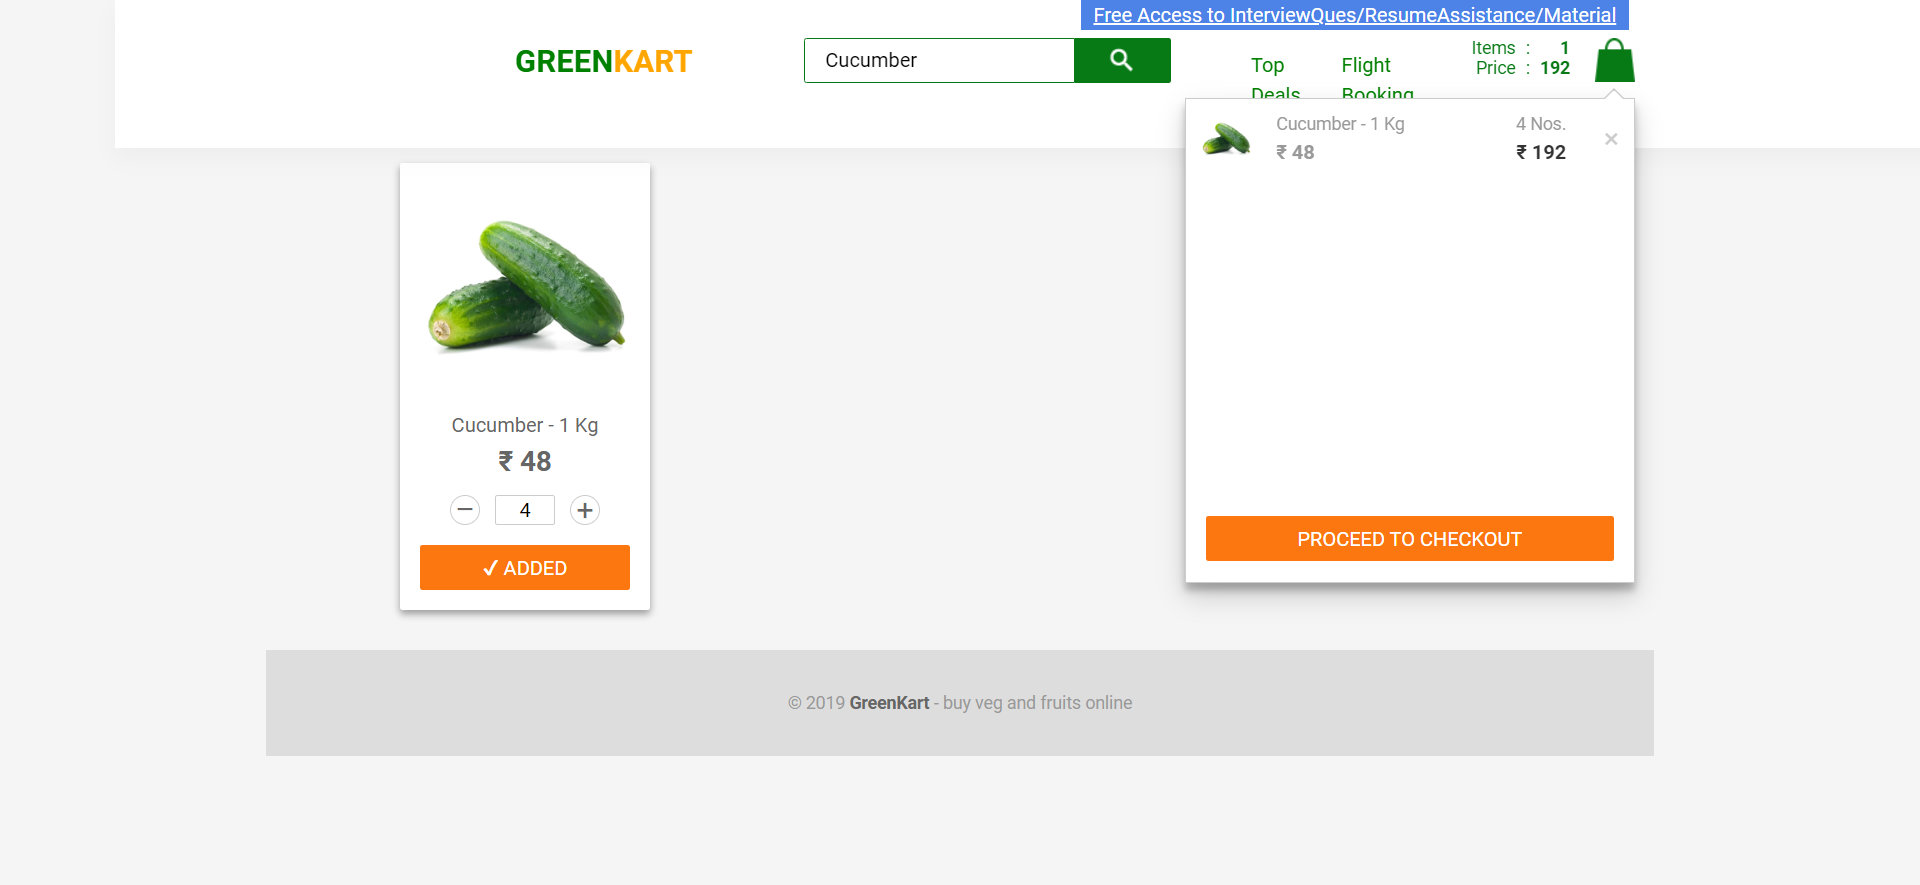 Free Access to InterviewQues/ResumeAssistance/Material
GREENKART
Cucumber
Top
Deals
Flight
Booking
Items : 1
Price : 192
Cucumber - 1 Kg
₹ 48
4 Nos.
₹ 192
×
PROCEED TO CHECKOUT
Cucumber - 1 Kg
₹ 48
4
✓ ADDED
© 2019 GreenKart - buy veg and fruits online